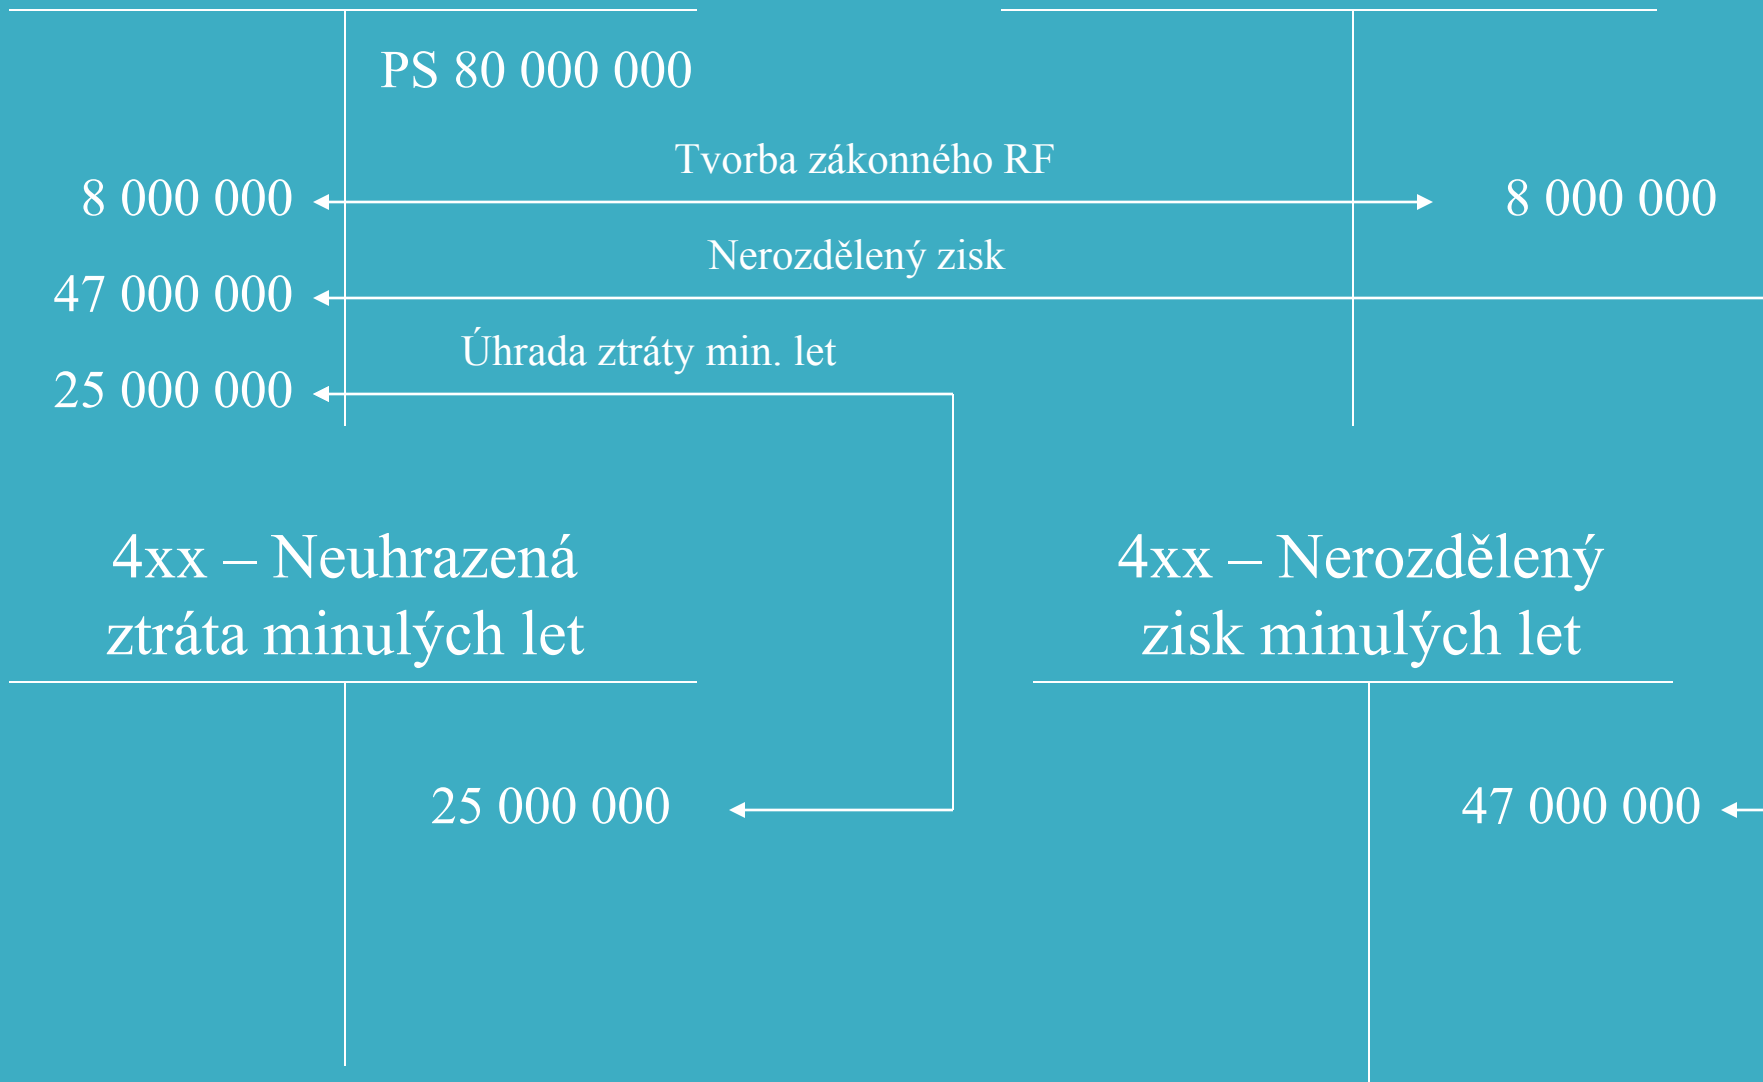 PS 80 000 000
Tvorba zákonného RF
8 000 000
8 000 000
Nerozdělený zisk
47 000 000
Úhrada ztráty min. let
25 000 000
4xx – Neuhrazená
ztráta minulých let
4xx – Nerozdělený
zisk minulých let
25 000 000
47 000 000